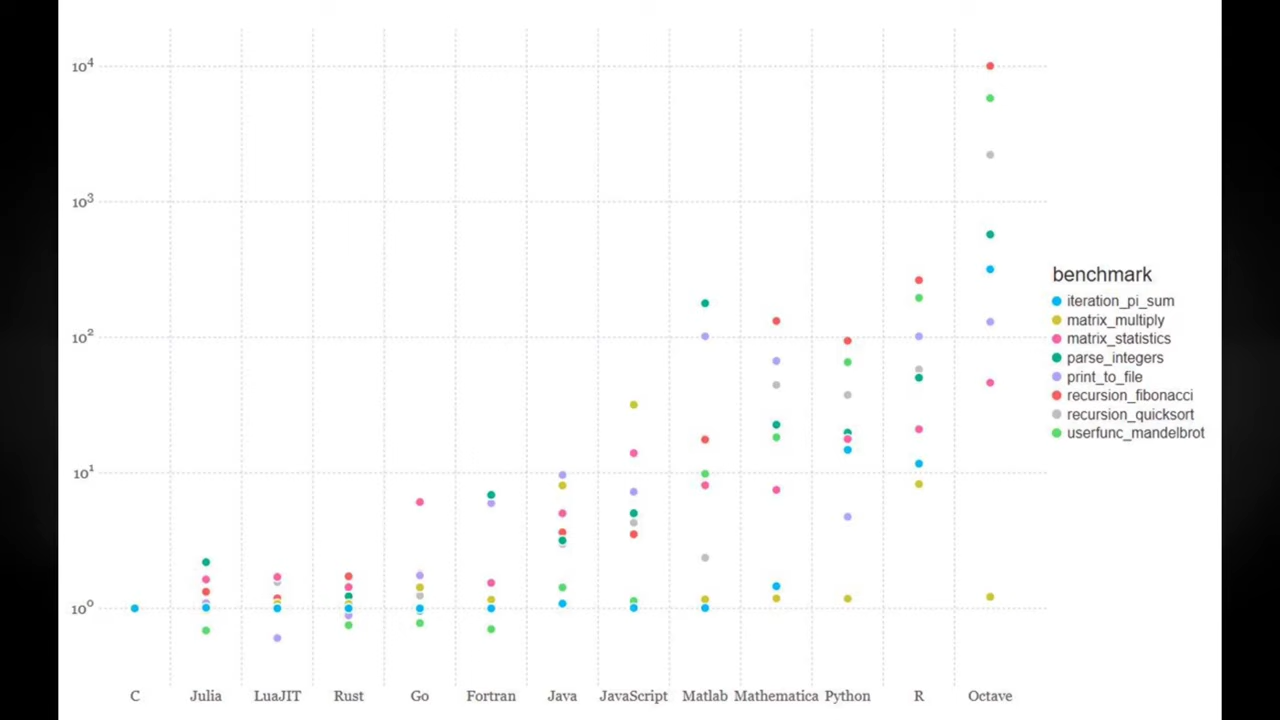 10⁴
10³
10²
10¹
10⁰
C Julia LuaJIT Rust Go Fortran Java JavaScript Matlab Mathematica Python R Octave
benchmark
iteration_pi_sum
matrix_multiply
matrix_statistics
parse_integers
print_to_file
recursion_fibonacci
recursion_quicksort
userfunc_mandelbrot